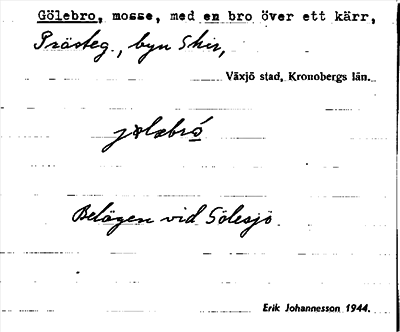 Gölebro, mosse, med en bro över ett kärr,
Prästeg., byn Skir,
Växjö stad, Kronobergs län.
Belägen vid Gölesjö.
Erik Johannesson 1944.